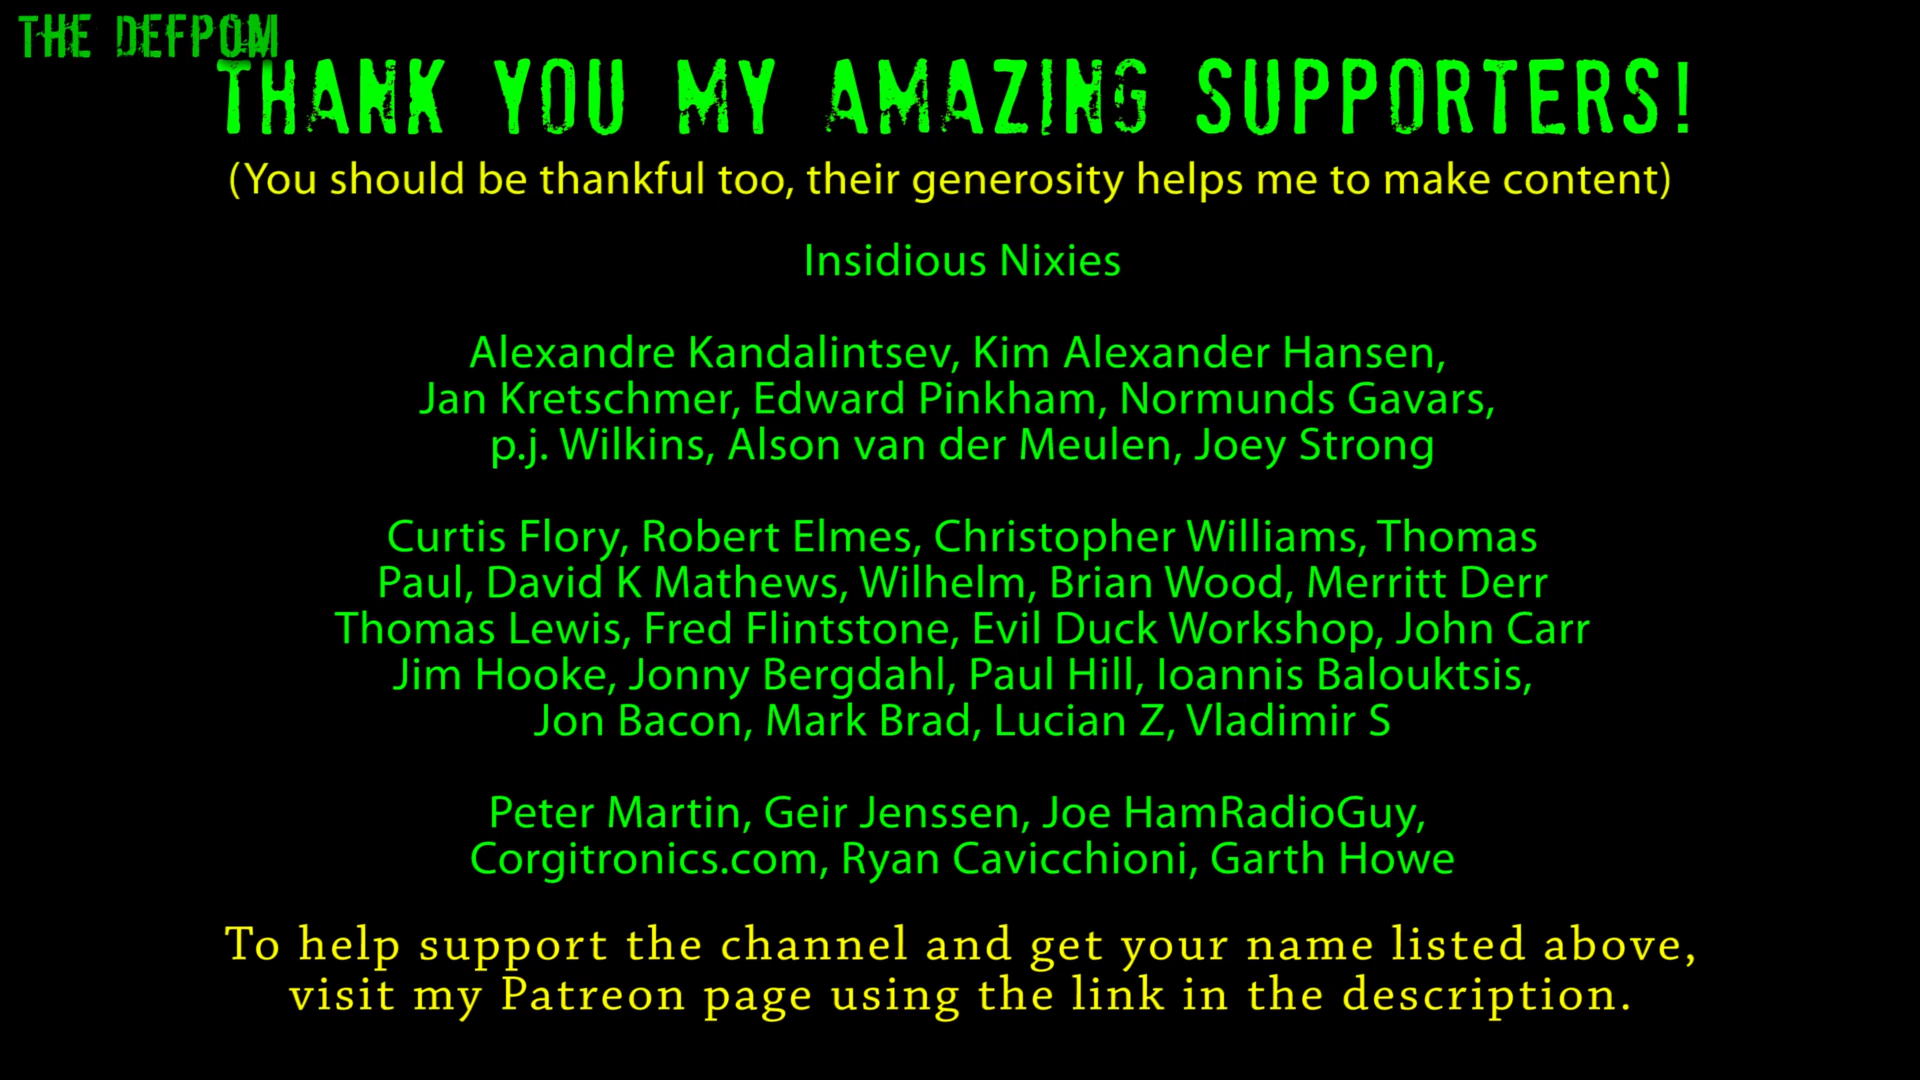 THE DEFPOM
THANK YOU MY AMAZING SUPPORTERS!
(You should be thankful too, their generosity helps me to make content)
Insidious Nixies
Alexandre Kandalintsev, Kim Alexander Hansen,
Jan Kretschmer, Edward Pinkham, Normunds Gavars,
p.j. Wilkins, Alson van der Meulen, Joey Strong
Curtis Flory, Robert Elmes, Christopher Williams, Thomas
Paul, David K Mathews, Wilhelm, Brian Wood, Merritt Derr
Thomas Lewis, Fred Flintstone, Evil Duck Workshop, John Carr
Jim Hooke, Jonny Bergdahl, Paul Hill, Ioannis Balouktsis,
Jon Bacon, Mark Brad, Lucian Z, Vladimir S
Peter Martin, Geir Jenssen, Joe HamRadioGuy,
Corgitronics.com, Ryan Cavicchioni, Garth Howe
To help support the channel and get your name listed above,
visit my Patreon page using the link in the description.